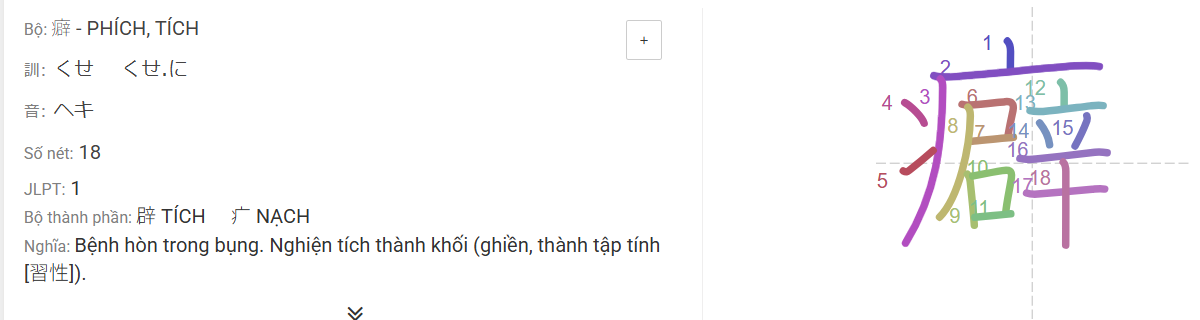 Bộ: 癖 - PHÍCH, TÍCH
+
訓: くせ くせ.に
音: ヘキ
Số nét: 18
JLPT: 1
Bộ thành phần: 辟 TÍCH 疒 NẠCH
Nghĩa: Bệnh hòn trong bụng. Nghiện tích thành khối (ghiền, thành tập tính
[習性]).
癖
1
2
3
4
5
6
7
8
9
10
11
12
13
14
15
16
17
18